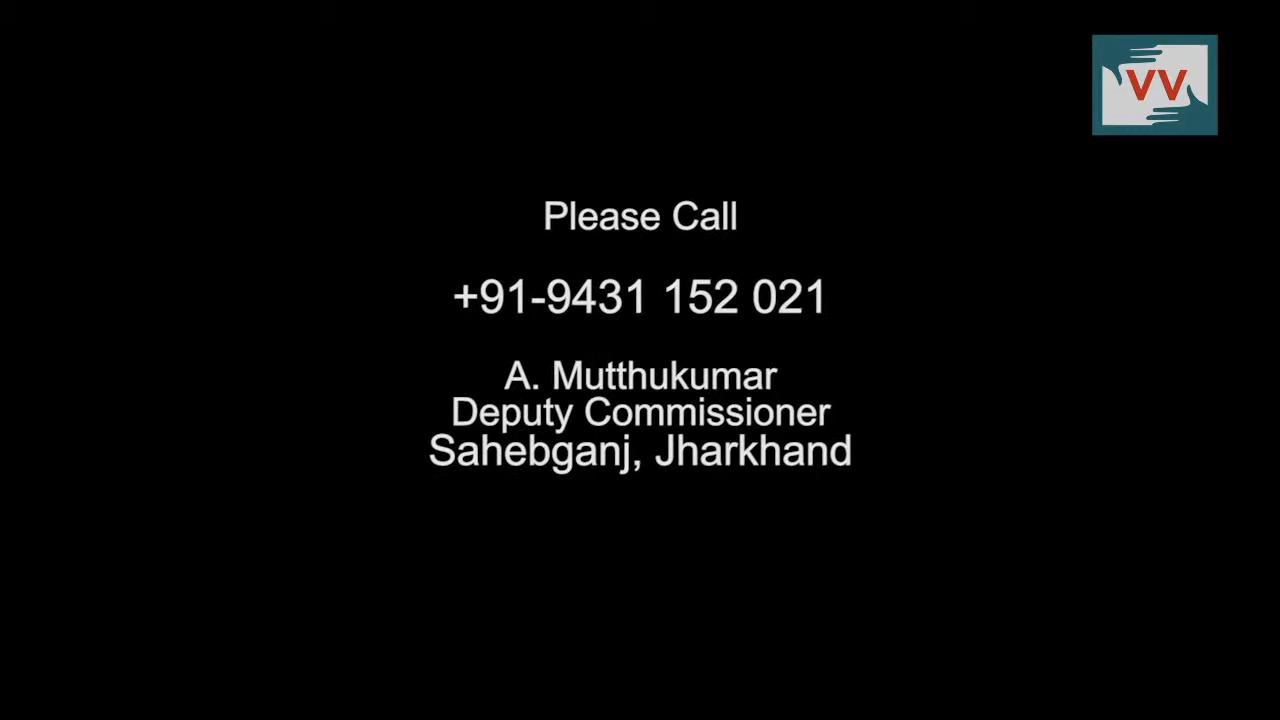 VV
Please Call
+91-9431 152 021
A. Mutthukumar
Deputy Commissioner
Sahebganj, Jharkhand